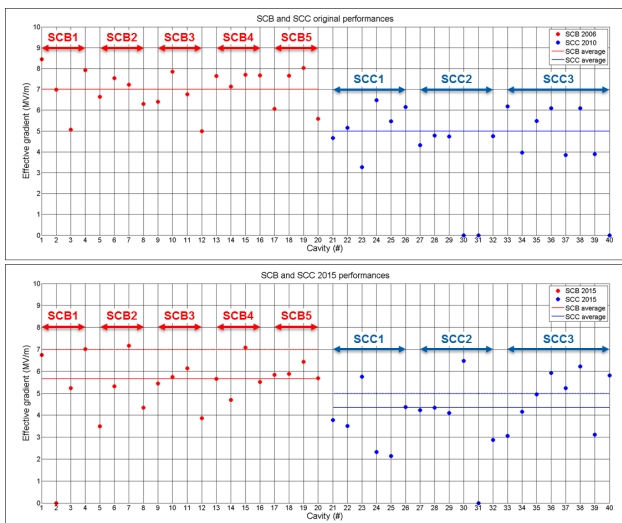 SCB and SCC original performances
SCB1 SCB2 SCB3 SCB4 SCB5
SCC1 SCC2 SCC3
SCB 2006
SCC 2010
SCB average
SCC average
Effective gradient (MV/m)
10
9
8
7
6
5
4
3
2
1
0
1 2 3 4 5 6 7 8 9 10 11 12 13 14 15 16 17 18 19 20 21 22 23 24 25 26 27 28 29 30 31 32 33 34 35 36 37 38 39 40
Cavity (#)
SCB and SCC 2015 performances
SCB1 SCB2 SCB3 SCB4 SCB5
SCC1 SCC2 SCC3
SCB 2015
SCC 2015
SCB average
SCC average
Effective gradient (MV/m)
10
9
8
7
6
5
4
3
2
1
0
1 2 3 4 5 6 7 8 9 10 11 12 13 14 15 16 17 18 19 20 21 22 23 24 25 26 27 28 29 30 31 32 33 34 35 36 37 38 39 40
Cavity (#)